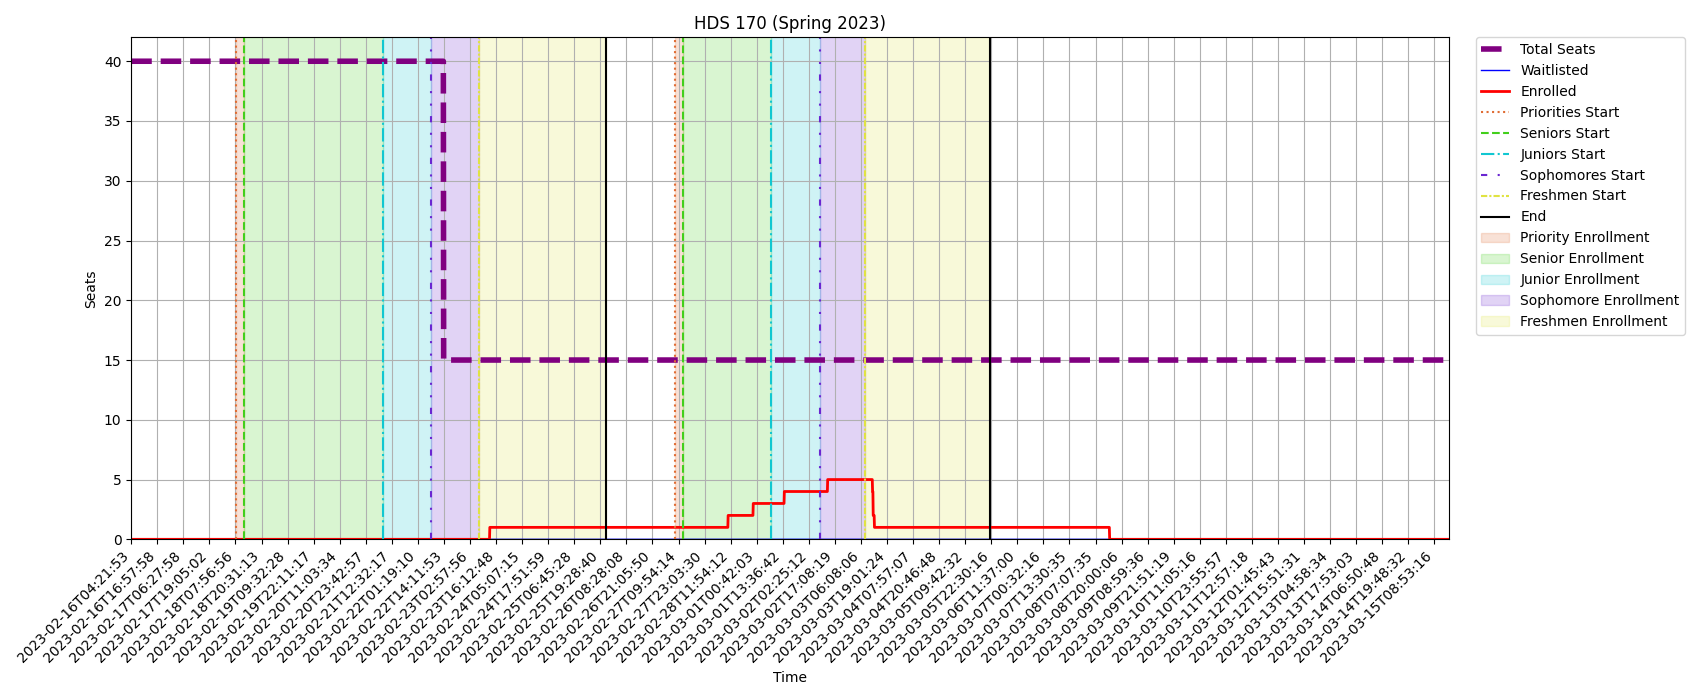 HDS 170 (Spring 2023)
Seats
40
35
30
25
20
15
10
5
0
2023-02-16T04:21:53
2023-02-16T16:57:58
2023-02-17T06:27:58
2023-02-17T19:05:02
2023-02-18T07:56:56
2023-02-18T20:31:13
2023-02-19T09:32:28
2023-02-19T22:11:17
2023-02-20T11:03:34
2023-02-20T23:42:57
2023-02-21T12:32:17
2023-02-22T01:19:10
2023-02-22T14:11:53
2023-02-23T02:57:56
2023-02-23T16:12:48
2023-02-24T05:07:15
2023-02-24T17:51:59
2023-02-25T06:45:28
2023-02-25T19:28:40
2023-02-26T08:28:08
2023-02-26T21:05:50
2023-02-27T09:54:14
2023-02-27T23:03:30
2023-02-28T11:54:12
2023-03-01T00:42:03
2023-03-01T13:36:42
2023-03-02T02:25:12
2023-03-02T17:08:19
2023-03-03T06:08:06
2023-03-03T19:01:24
2023-03-04T07:57:07
2023-03-04T20:46:48
2023-03-05T09:42:32
2023-03-05T22:30:16
2023-03-06T11:37:00
2023-03-07T00:32:16
2023-03-07T13:30:35
2023-03-08T07:07:35
2023-03-08T20:00:06
2023-03-09T08:59:36
2023-03-09T21:51:19
2023-03-10T11:05:16
2023-03-10T23:55:57
2023-03-11T12:57:18
2023-03-12T01:45:43
2023-03-12T15:51:31
2023-03-13T04:58:34
2023-03-13T17:53:03
2023-03-14T06:50:48
2023-03-14T19:48:32
2023-03-15T08:53:16
Time
Total Seats
Waitlisted
Enrolled
Priorities Start
Seniors Start
Juniors Start
Sophomores Start
Freshmen Start
End
Priority Enrollment
Senior Enrollment
Junior Enrollment
Sophomore Enrollment
Freshmen Enrollment